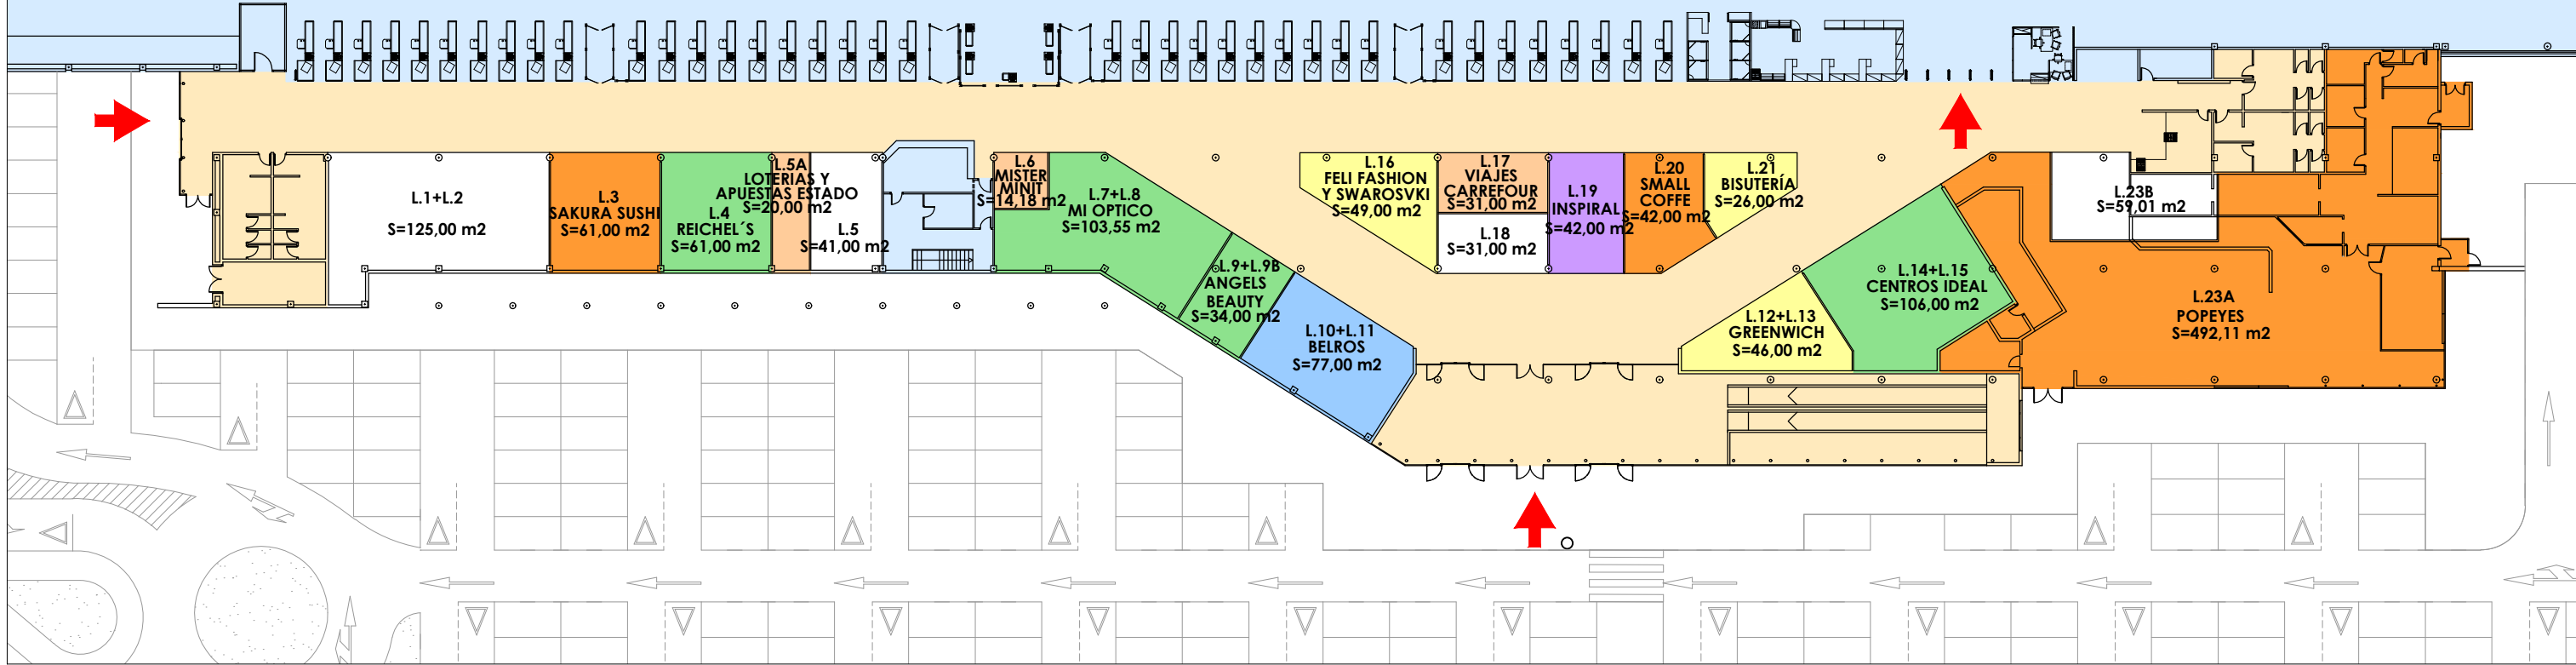 L.1+L.2
S=125,00 m2
L.3
SAKURA SUSHI
S=61,00 m2
L.4
REICHEL´S
S=61,00 m2
L.5A
LOTERIAS Y
APUESTAS ESTADO
S=20,00 m2
L.5
S=41,00 m2
L.6
MISTER
MINIT
S=14,18 m2
L.7+L.8
MI OPTICO
S=103,55 m2
L.9+L.9B
ANGELS
BEAUTY
S=34,00 m2
L.10+L.11
BELROS
S=77,00 m2
L.16
FELI FASHION
Y SWAROSVKI
S=49,00 m2
L.17
VIAJES
CARREFOUR
S=31,00 m2
L.18
S=31,00 m2
L.19
INSPIRAL
S=42,00 m2
L.20
SMALL
COFFE
S=42,00 m2
L.21
BISUTERÍA
S=26,00 m2
L.12+L.13
GREENWICH
S=46,00 m2
L.14+L.15
CENTROS IDEAL
S=106,00 m2
L.23B
S=59,01 m2
L.23A
POPEYES
S=492,11 m2